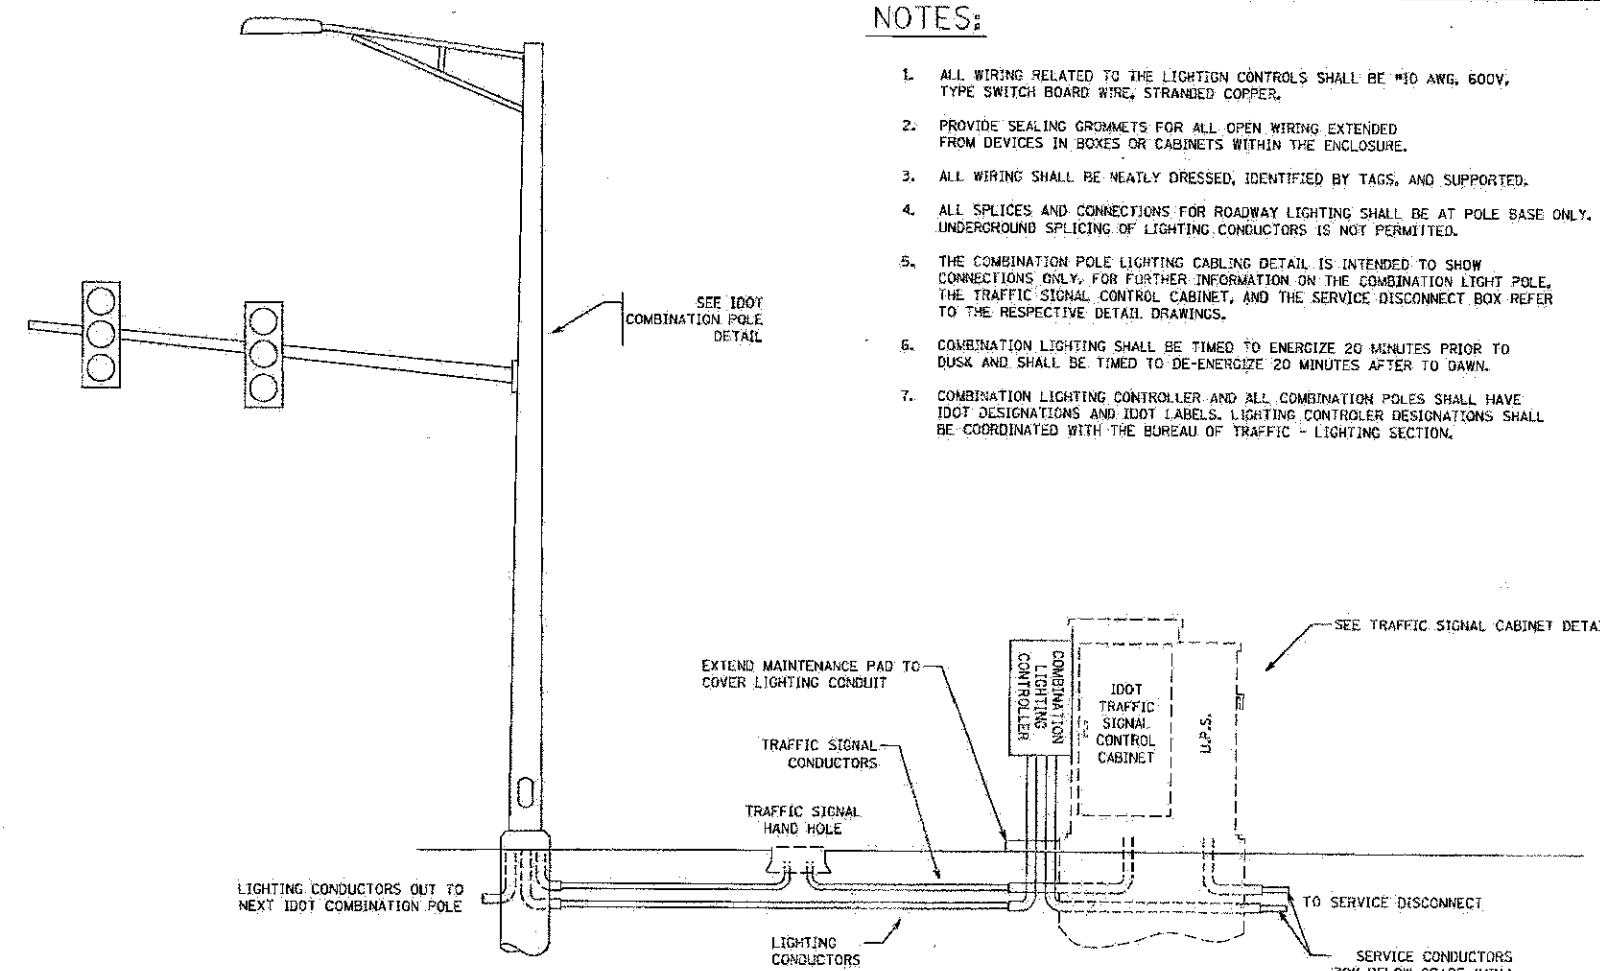 NOTES:
1. ALL WIRING RELATED TO THE LIGHTIGN CONTROLS SHALL BE #10 AWG, 600V,
TYPE SWITCH BOARD WIRE, STRANDED COPPER.
2. PROVIDE SEALING GROMMETS FOR ALL OPEN WIRING EXTENDED
FROM DEVICES IN BOXES OR CABINETS WITHIN THE ENCLOSURE.
3. ALL WIRING SHALL BE NEATLY DRESSED, IDENTIFIED BY TAGS, AND SUPPORTED.
4. ALL SPLICES AND CONNECTIONS FOR ROADWAY LIGHTING SHALL BE AT POLE BASE ONLY.
UNDERGROUND SPLICING OF LIGHTING CONDUCTORS IS NOT PERMITTED.
5. THE COMBINATION POLE LIGHTING CABLING DETAIL IS INTENDED TO SHOW
CONNECTIONS ONLY, FOR FURTHER INFORMATION ON THE COMBINATION LIGHT POLE,
THE TRAFFIC SIGNAL CONTROL CABINET, AND THE SERVICE DISCONNECT BOX REFER
TO THE RESPECTIVE DETAIL DRAWINGS.
6. COMBINATION LIGHTING SHALL BE TIMED TO ENERGIZE 20 MINUTES PRIOR TO
DUSK AND SHALL BE TIMED TO DE-ENERGIZE 20 MINUTES AFTER TO DAWN.
7. COMBINATION LIGHTING CONTROLLER AND ALL COMBINATION POLES SHALL HAVE
IDOT DESIGNATIONS AND IDOT LABELS. LIGHTING CONTROLER DESIGNATIONS SHALL
BE COORDINATED WITH THE BUREAU OF TRAFFIC - LIGHTING SECTION.
SEE IDOT
COMBINATION POLE
DETAIL
SEE TRAFFIC SIGNAL CABINET DETA
EXTEND MAINTENANCE PAD TO
COVER LIGHTING CONDUIT
COMBINATION
LIGHTING
CONTROLLER
IDOT
TRAFFIC
SIGNAL
CONTROL
CABINET
U.P.S.
TRAFFIC SIGNAL
CONDUCTORS
TRAFFIC SIGNAL
HAND HOLE
LIGHTING CONDUCTORS OUT TO
NEXT IDOT COMBINATION POLE
TO SERVICE DISCONNECT
LIGHTING
CONDUCTORS
SERVICE CONDUCTORS
BELOW GRADE (MIN.)